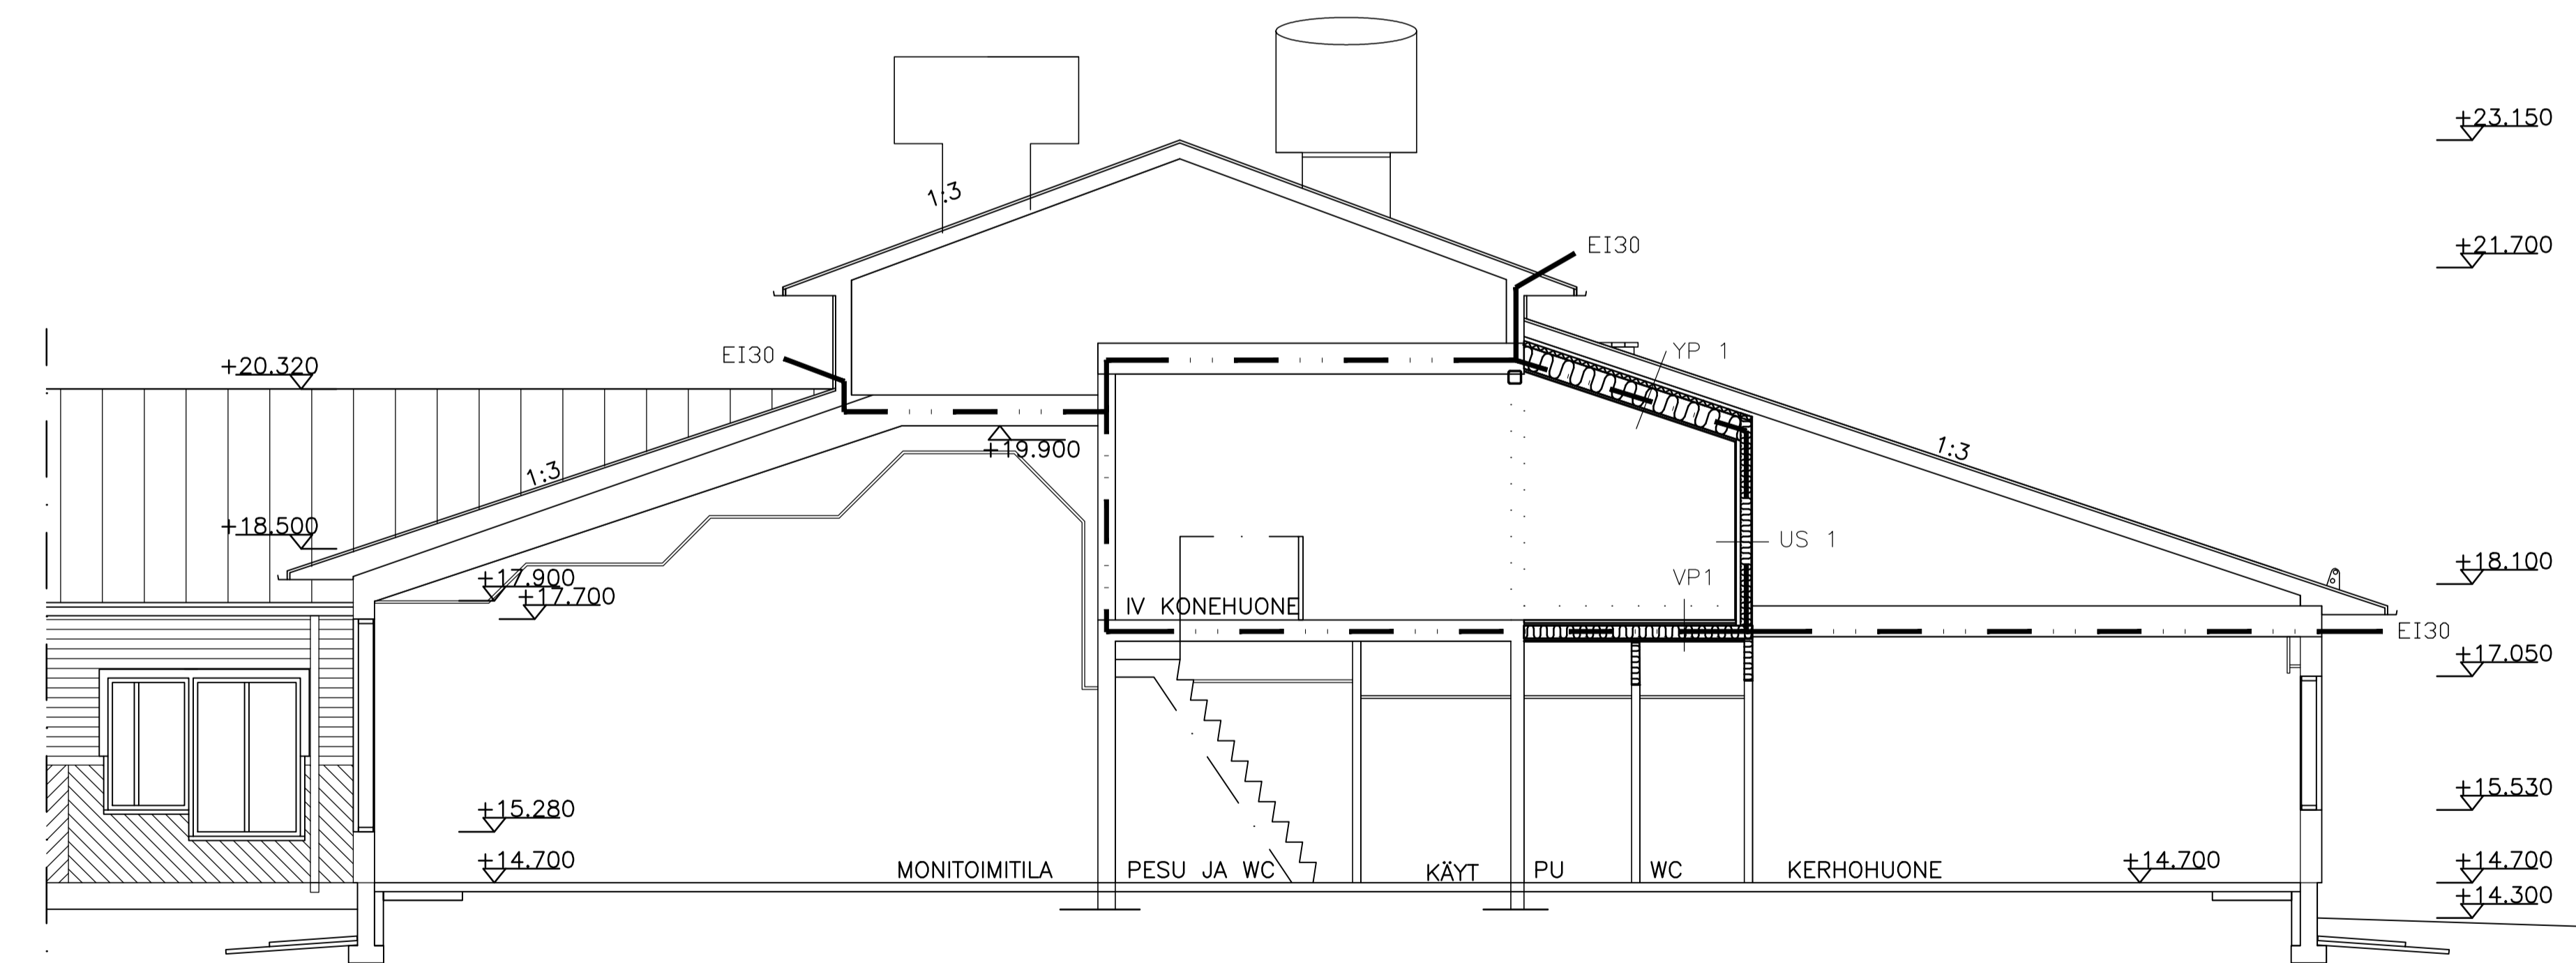 +23.150
1:3
EI30
+21.700
EI30
YP 1
+20.320
+19.900
1:3
1:3
+18.500
US 1
+17.900
+17.700
VP1
+18.100
IV KONEHUONE
EI30
+17.050
+15.280
+15.530
+14.700
MONITOIMITILA
PESU JA WC
KÄYT
PU
WC
KERHOHUONE
+14.700
+14.700
+14.300